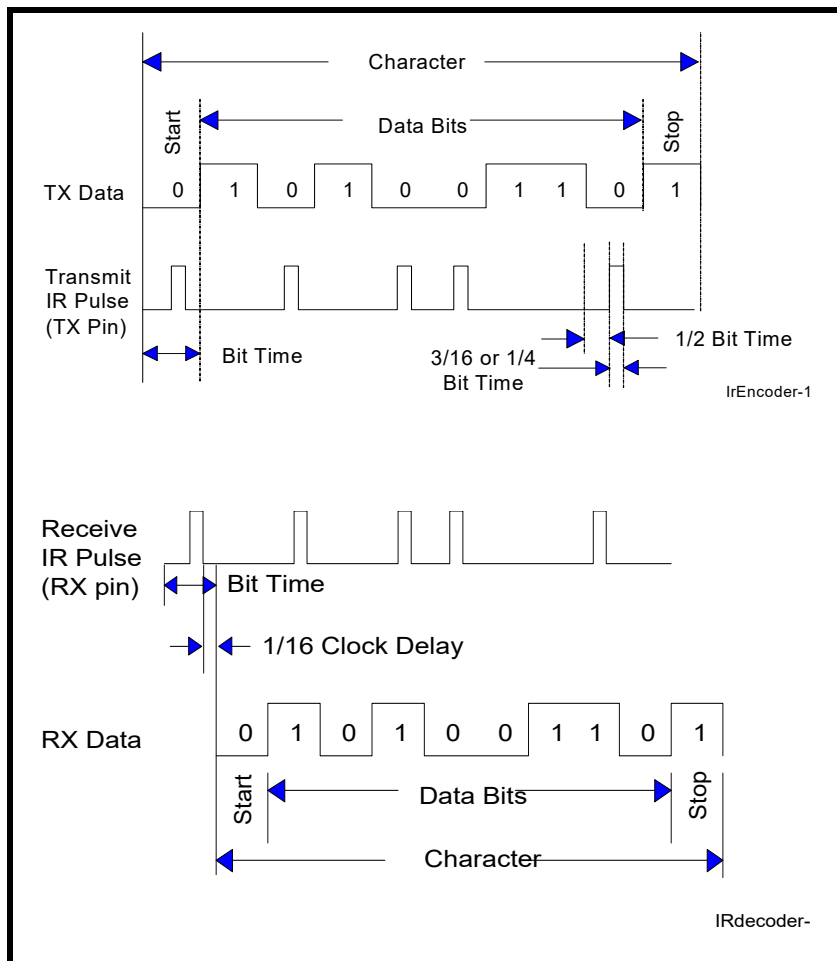 Character
Start
Data Bits
Stop
TX Data
0 1 0 1 0 0 1 1 0 1
Transmit
IR Pulse
(TX Pin)
Bit Time
1/2 Bit Time
3/16 or 1/4
Bit Time
IrEncoder-1
Receive
IR Pulse
(RX pin)
Bit Time
1/16 Clock Delay
RX Data
0 1 0 1 0 0 1 1 0 1
Start
Data Bits
Stop
Character
IRdecoder-